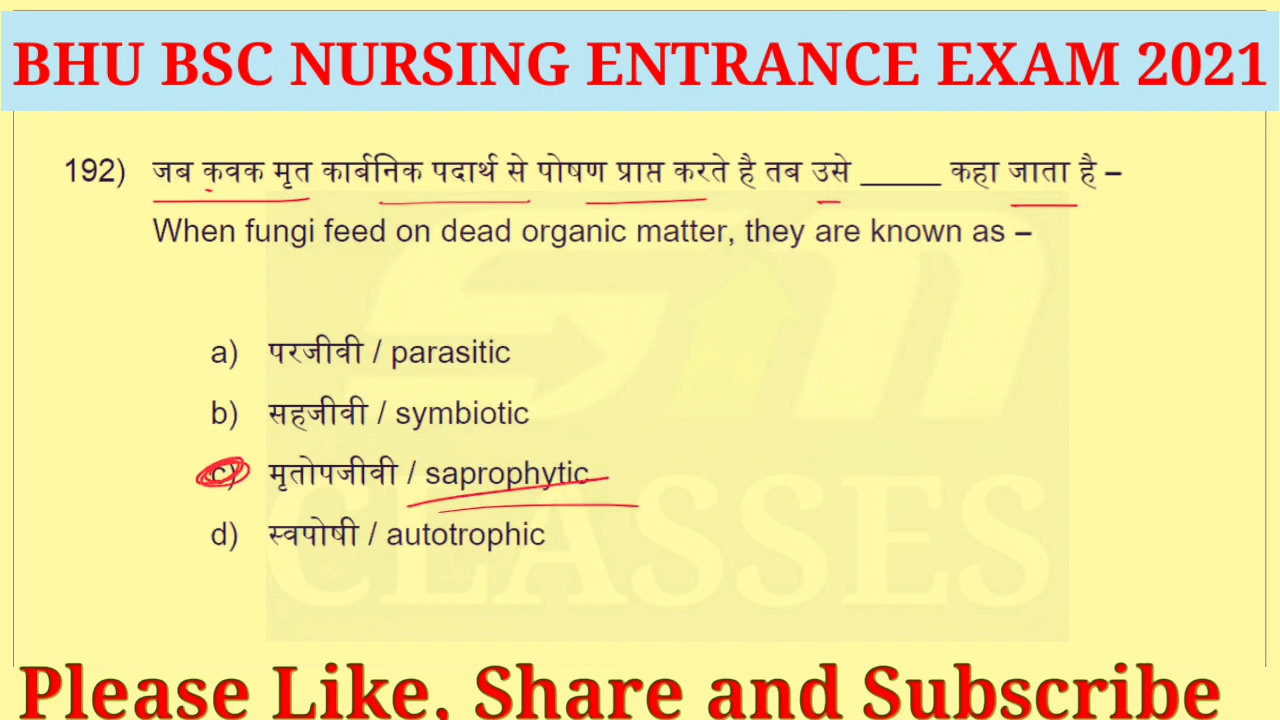 BHU BSC NURSING ENTRANCE EXAM 2021
192) जब कवक मृत कार्बनिक पदार्थ से पोषण प्राप्त करते है तब उसे _____ कहा जाता है –
When fungi feed on dead organic matter, they are known as –
a) परजीवी / parasitic
b) सहजीवी / symbiotic
c) मृतोपजीवी / saprophytic
d) स्वपोषी / autotrophic
CLASSES
Please Like, Share and Subscribe